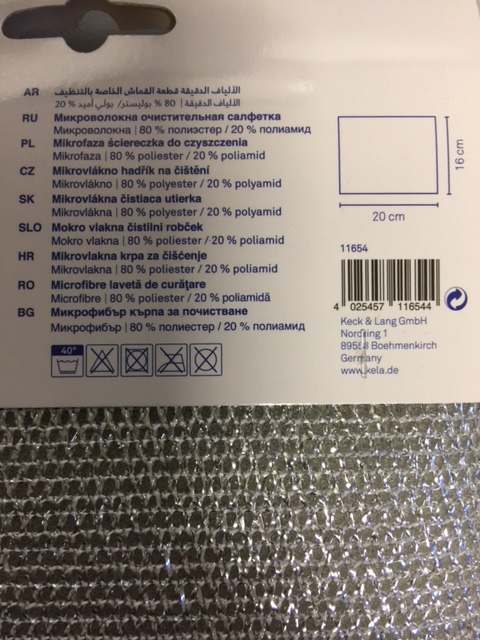 AR الألياف الدقيقة قطعة القماش الخاصة بالتنظيف
الألياف الدقيقة | 80 % بوليستر/ بولي أميد % 20
RU Микроволокна очистительная салфетка
Микроволокна | 80 % полиэстер / 20 % полиамид
PL Mikrofaza ściereczka do czyszczenia
Mikrofaza | 80 % poliester / 20 % poliamid
CZ Mikrovlákno hadřík na čištění
Mikrovlákno | 80 % polyester / 20 % polyamid
SK Mikrovlákna čistiaca utierka
Mikrovlákna | 80 % polyester / 20 % polyamid
SLO Mokro vlakna čistilni robček
Mokro vlakna | 80 % poliester / 20 % poliamid
HR Mikrovlakna krpa za čišćenje
Mikrovlakna | 80 % poliester / 20 % poliamid
RO Microfibre lavetă de curăţare
Microfibre | 80 % poliester / 20 % poliamidă
BG Микрофибър кърпа за почистване
Микрофибър | 80 % полиестер / 20 % полиамид
40°
16 cm
20 cm
11654
4 025457 116544
Keck & Lang GmbH
Nordring 1
89558 Boehmenkirch
Germany
www.kela.de